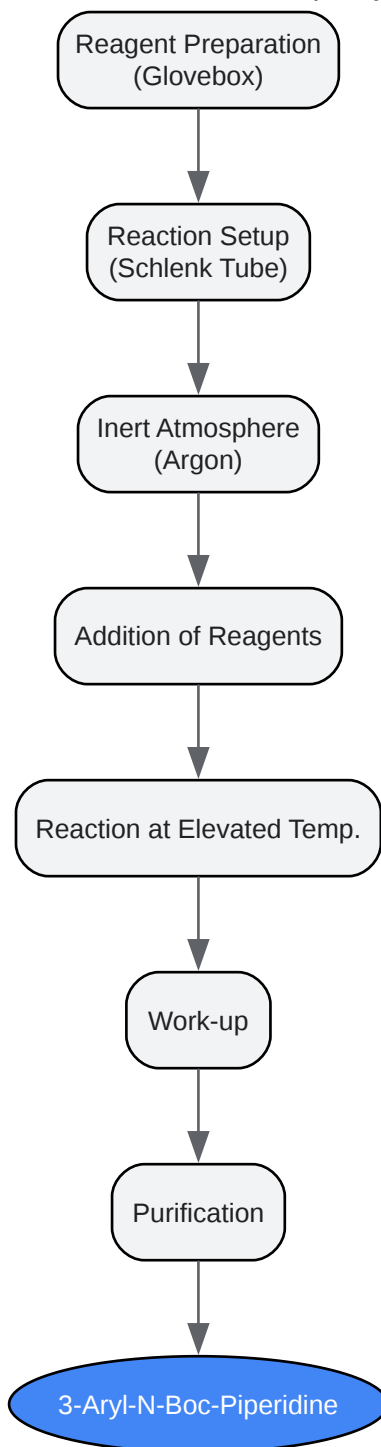 Reagent Preparation
(Glovebox)
Reaction Setup
(Schlenk Tube)
Inert Atmosphere
(Argon)
Addition of Reagents
Reaction at Elevated Temp.
Work-up
Purification
3-Aryl-N-Boc-Piperidine